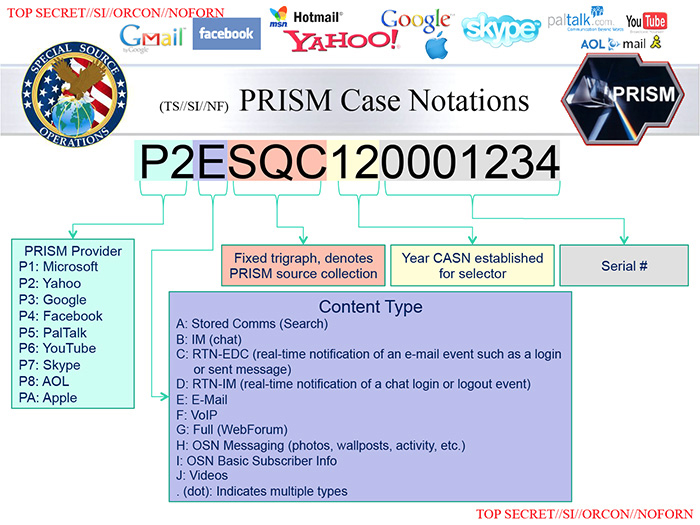 TOP SECRET//SI//ORCON//NOFORN
Gmail
by Google
facebook
msn
Hotmail
YAHOO!
Google
skype
paltalk.com
YouTube
AOL mail
SPECIAL SOURCE
OPERATIONS
(TS//SI//NF) PRISM Case Notations
PRISM
P2ESQC120001234
PRISM Provider
P1: Microsoft
P2: Yahoo
P3: Google
P4: Facebook
P5: PalTalk
P6: YouTube
P7: Skype
P8: AOL
PA: Apple
Fixed trigraph, denotes
PRISM source collection
Year CASN established
for selector
Serial #
Content Type
A: Stored Comms (Search)
B: IM (chat)
C: RTN-EDC (real-time notification of an e-mail event such as a login
or sent message)
D: RTN-IM (real-time notification of a chat login or logout event)
E: E-Mail
F: VoIP
G: Full (WebForum)
H: OSN Messaging (photos, wallposts, activity, etc.)
I: OSN Basic Subscriber Info
J: Videos
. (dot): Indicates multiple types
TOP SECRET//SI//ORCON//NOFORN